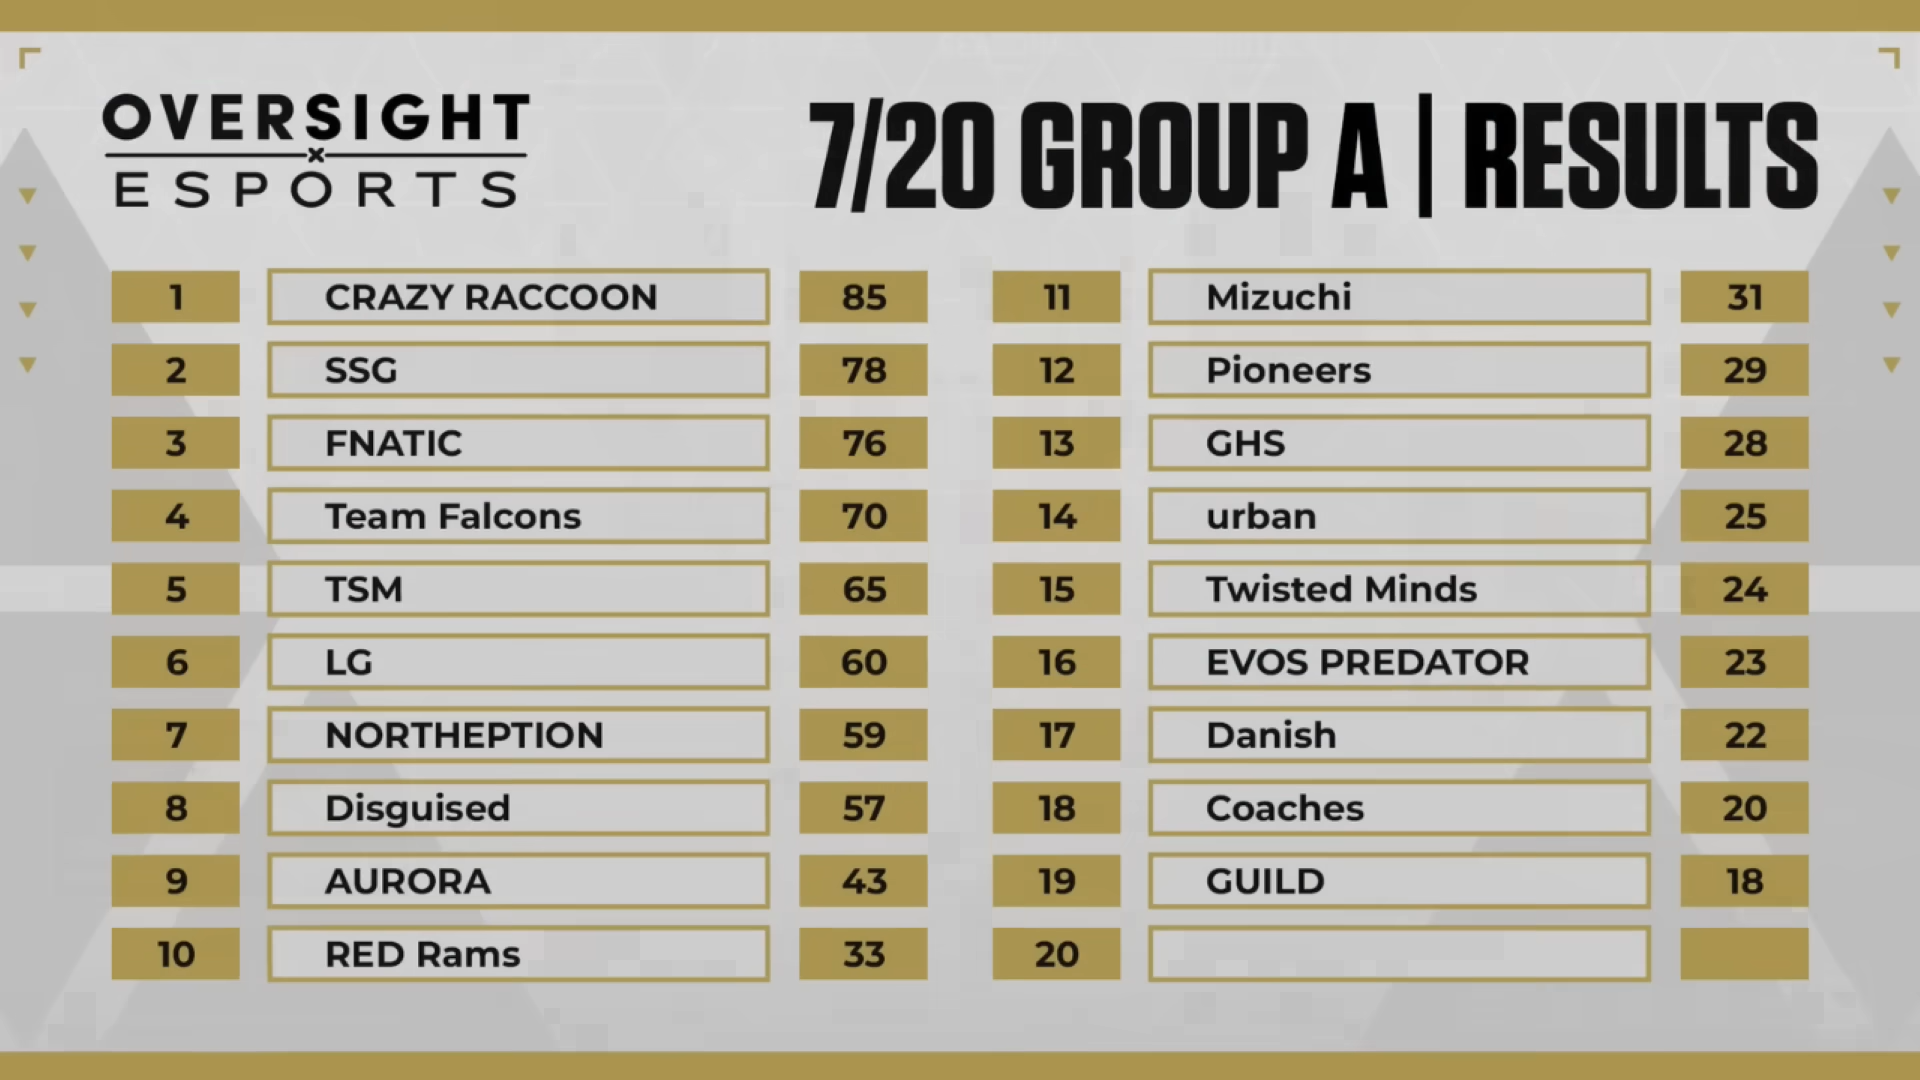 OVERSIGHT
ESPORTS
7/20 GROUP A | RESULTS
1 CRAZY RACCOON 85
2 SSG 78
3 FNATIC 76
4 Team Falcons 70
5 TSM 65
6 LG 60
7 NORTHEPTION 59
8 Disguised 57
9 AURORA 43
10 RED Rams 33
11 Mizuchi 31
12 Pioneers 29
13 GHS 28
14 urban 25
15 Twisted Minds 24
16 EVOS PREDATOR 23
17 Danish 22
18 Coaches 20
19 GUILD 18
20